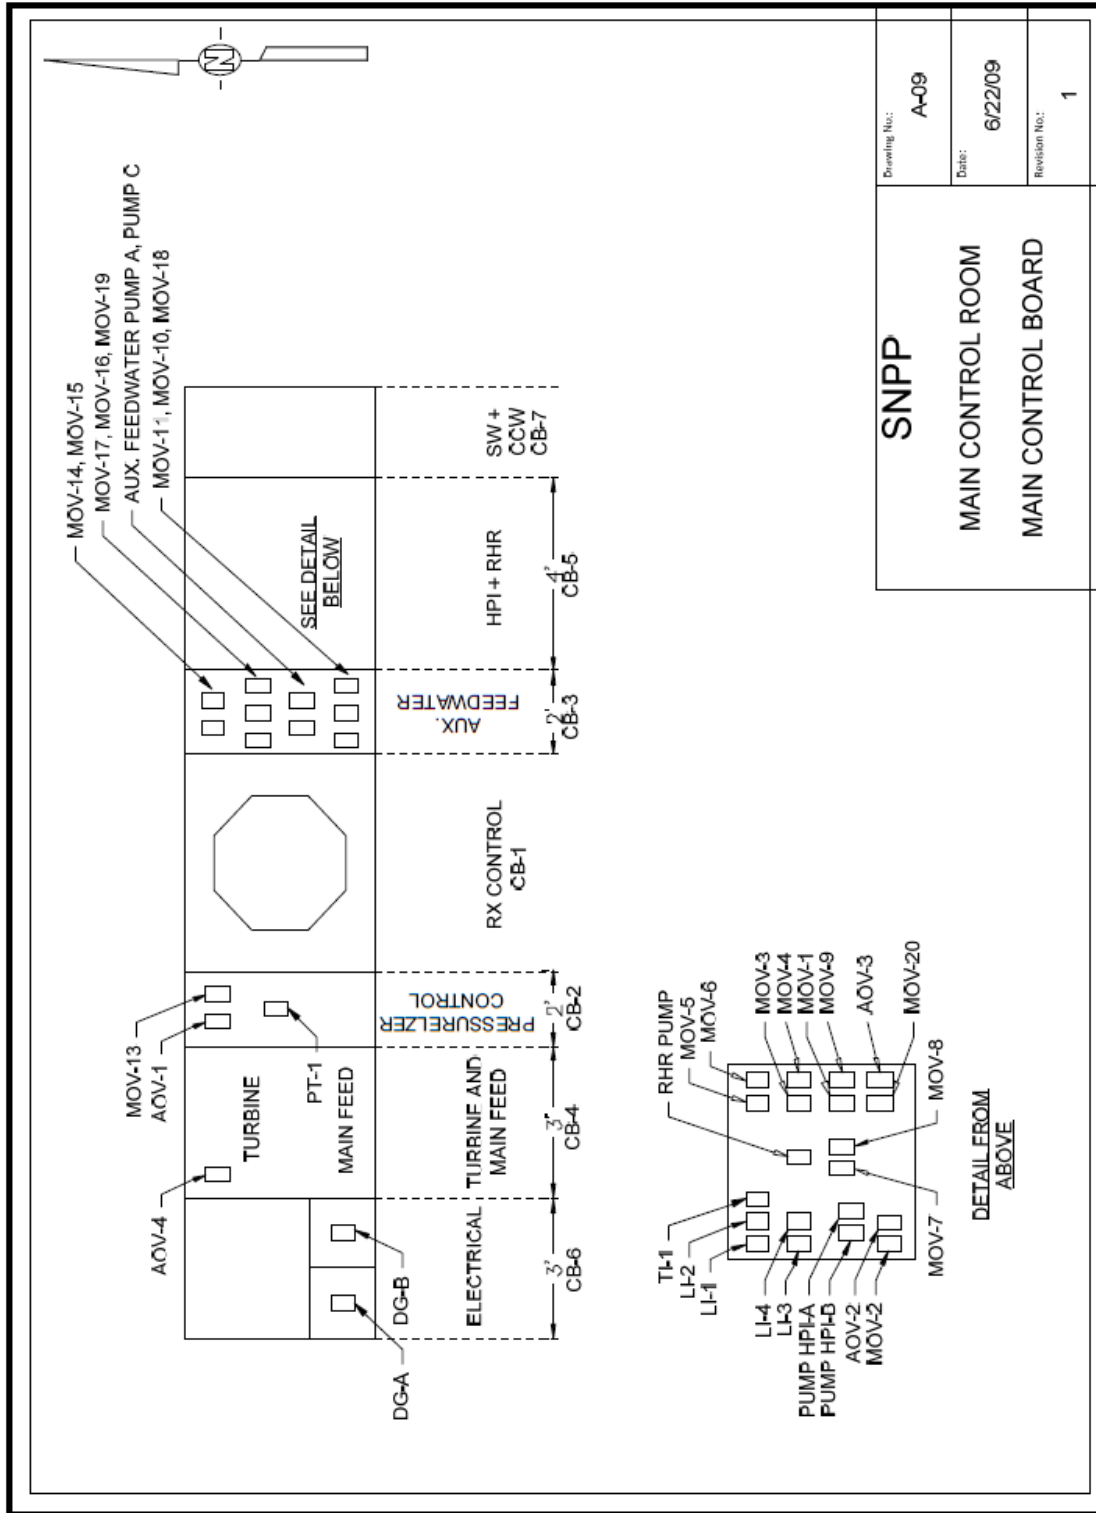 N
MOV-14, MOV-15
MOV-17, MOV-16, MOV-19
AUX. FEEDWATER PUMP A, PUMP C
MOV-11, MOV-10, MOV-18
MOV-13
AOV-1
AOV-4
TURBINE
MAIN FEED
PT-1
DG-A
DG-B
SEE DETAIL
BELOW
ELECTRICAL
3'
CB-6
TURBINE AND
MAIN FEED
3'
CB-4
PRESSURELZER
CONTROL
2'
CB-2
RX CONTROL
CB-1
AUX.
FEEDWATER
2'
CB-3
HPI + RHR
4'
CB-5
SW +
CCW
CB-7
TI-1
LI-2
LI-1
LI-4
LI-3
PUMP HPI-A
PUMP HPI-B
AOV-2
MOV-2
RHR PUMP
MOV-5
MOV-6
MOV-3
MOV-4
MOV-1
MOV-9
AOV-3
MOV-20
MOV-8
MOV-7
DETAIL FROM
ABOVE
SNPP
MAIN CONTROL ROOM
MAIN CONTROL BOARD
Drawing No.:
A-09
Date:
6/22/09
Revision No.:
1